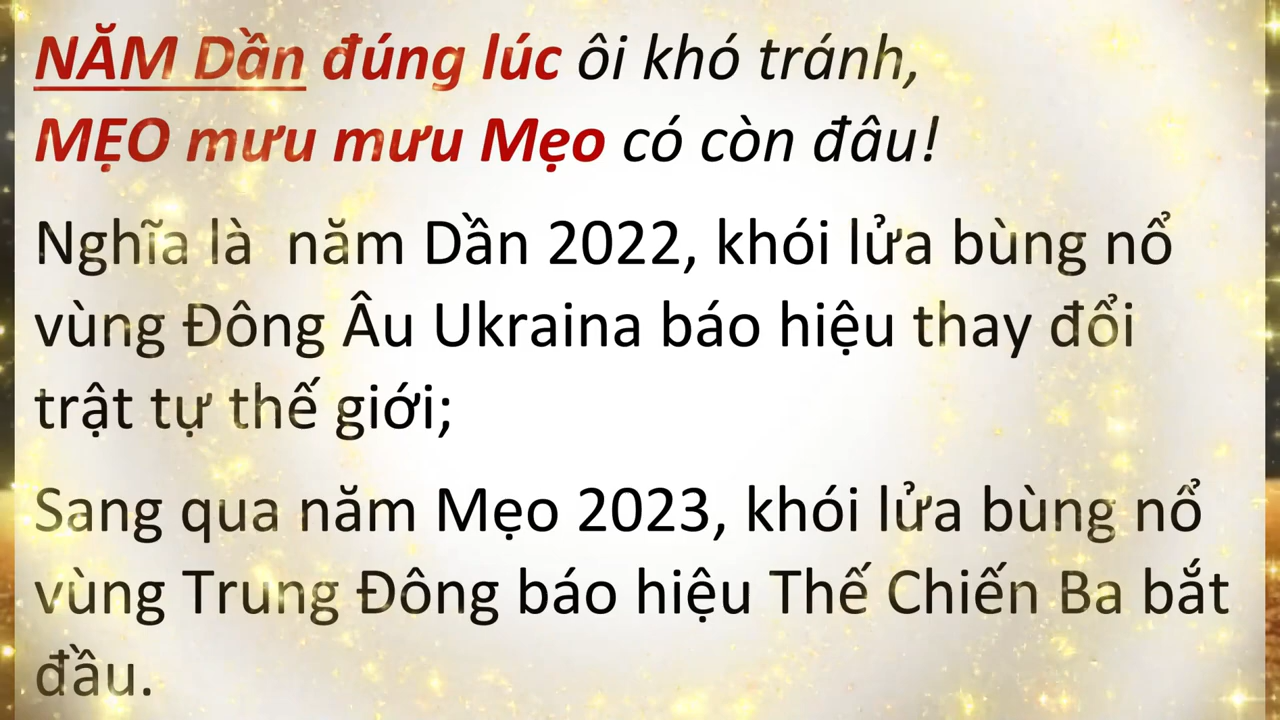 NĂM Dần đúng lúc ôi khó tránh,
MẸO mưu mưu Mẹo có còn đâu!
Nghĩa là năm Dần 2022, khói lửa bùng nổ
vùng Đông Âu Ukraina báo hiệu thay đổi
trật tự thế giới;
Sang qua năm Mẹo 2023, khói lửa bùng nổ
vùng Trung Đông báo hiệu Thế Chiến Ba bắt
đầu.